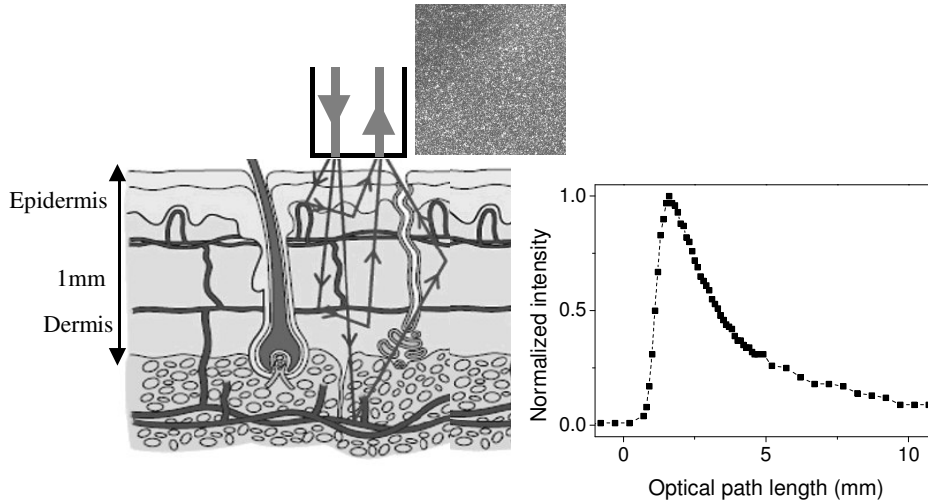 Epidermis
1mm
Dermis
Normalized intensity
1.0
0.5
0.0
0
5
10
Optical path length (mm)